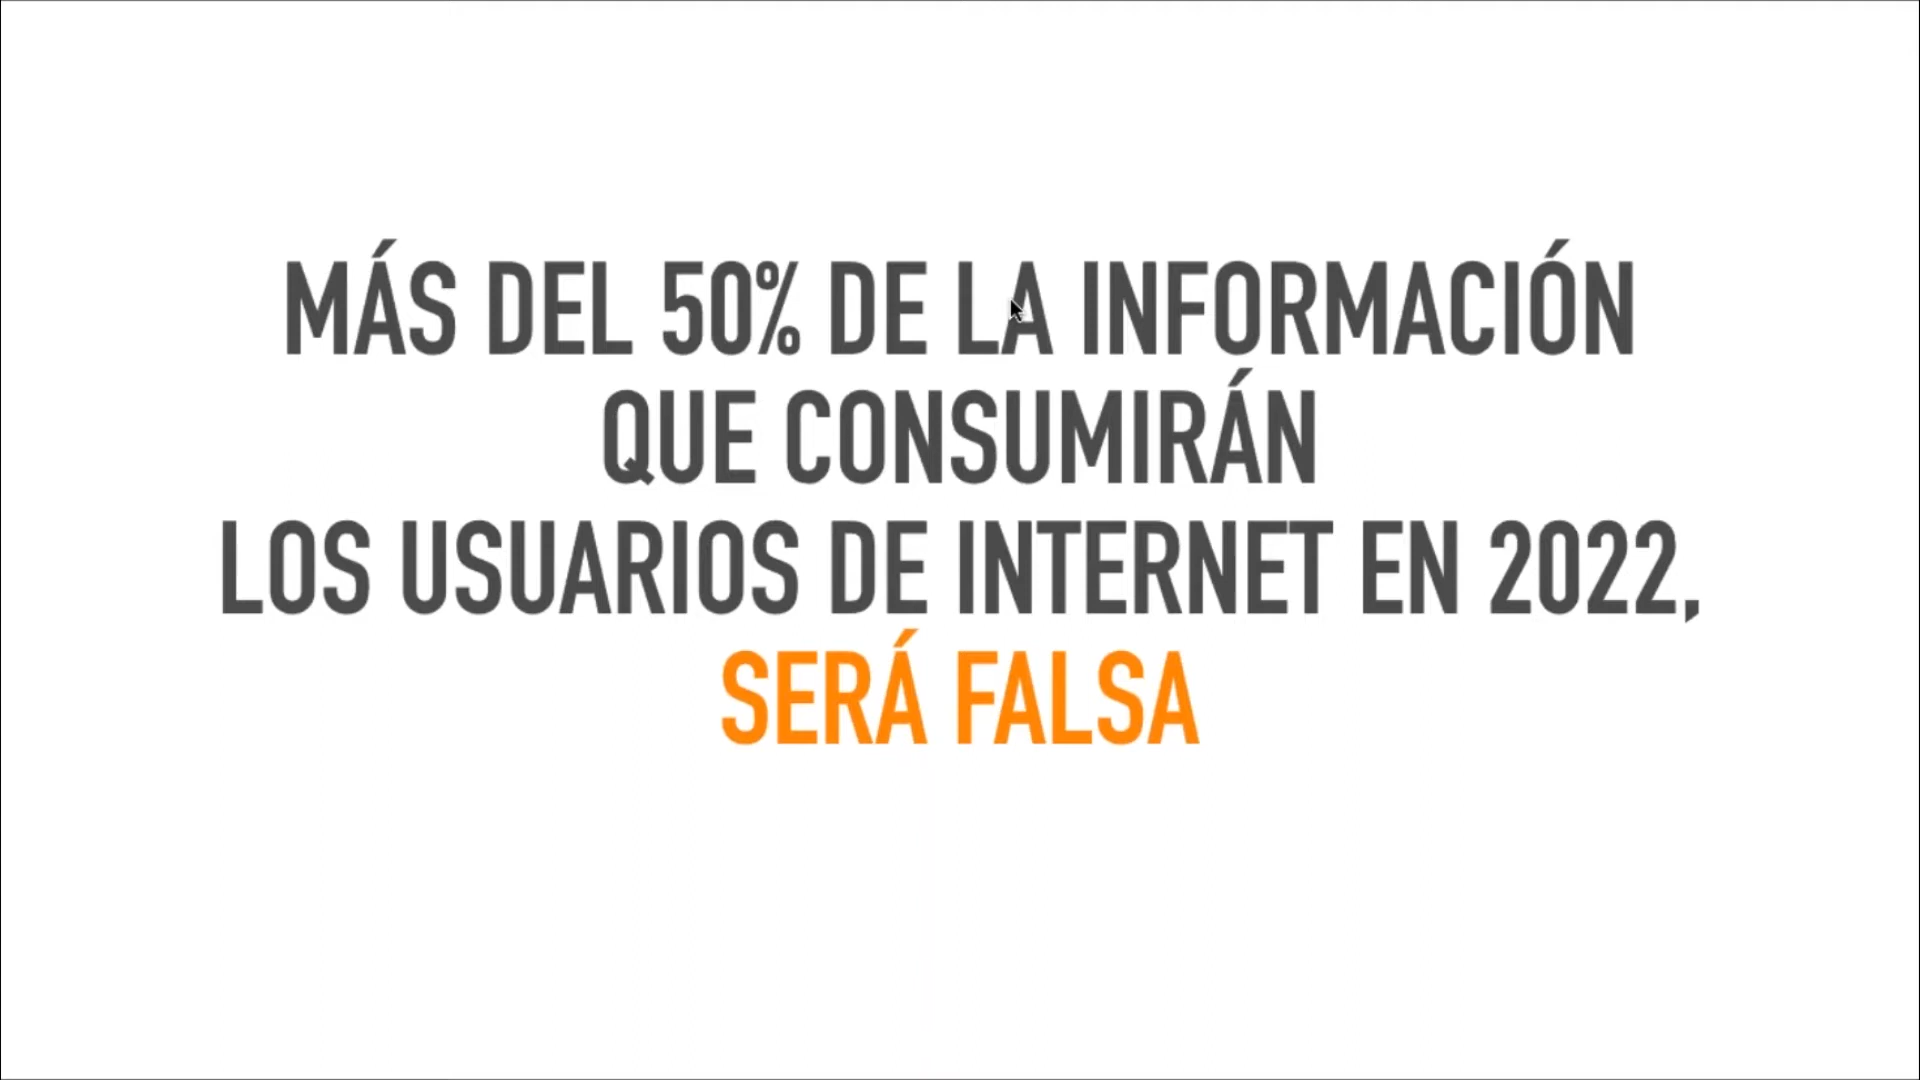 MÁS DEL 50% DE LA INFORMACIÓN
QUE CONSUMIRÁN
LOS USUARIOS DE INTERNET EN 2022,
SERÁ FALSA